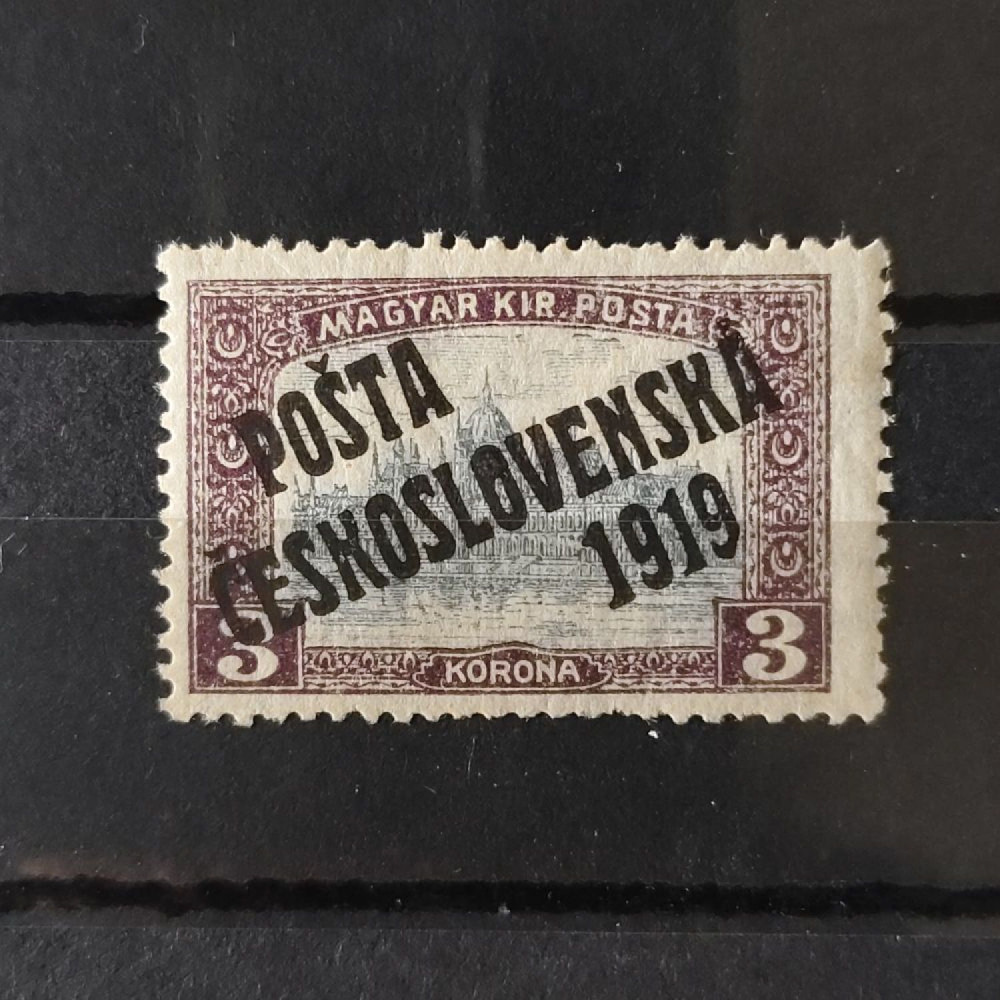 MAGYAR KIR. POSTA
POŠTA
ČESKOSLOVENSKÁ
1919
3
KORONA
3